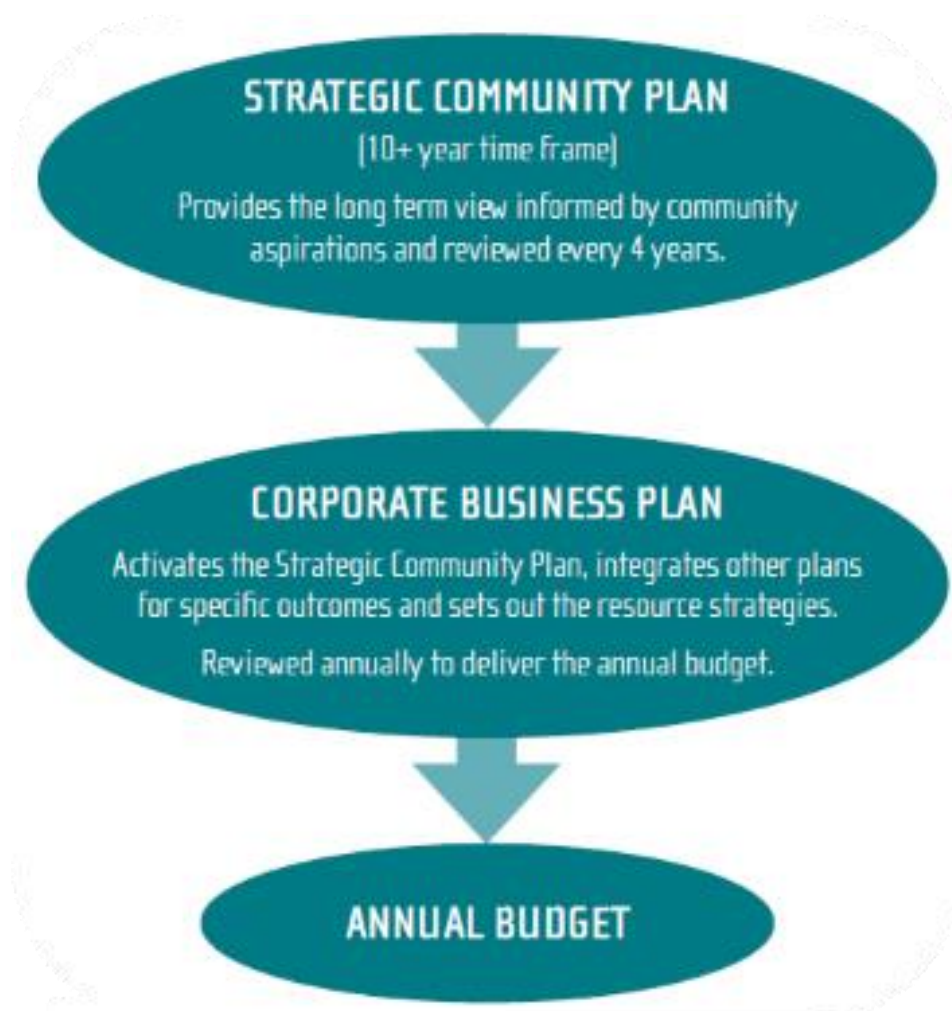 STRATEGIC COMMUNITY PLAN
(10+ year time frame)
Provides the long term view informed by community
aspirations and reviewed every 4 years.
CORPORATE BUSINESS PLAN
Activates the Strategic Community Plan, integrates other plans
for specific outcomes and sets out the resource strategies.
Reviewed annually to deliver the annual budget.
ANNUAL BUDGET